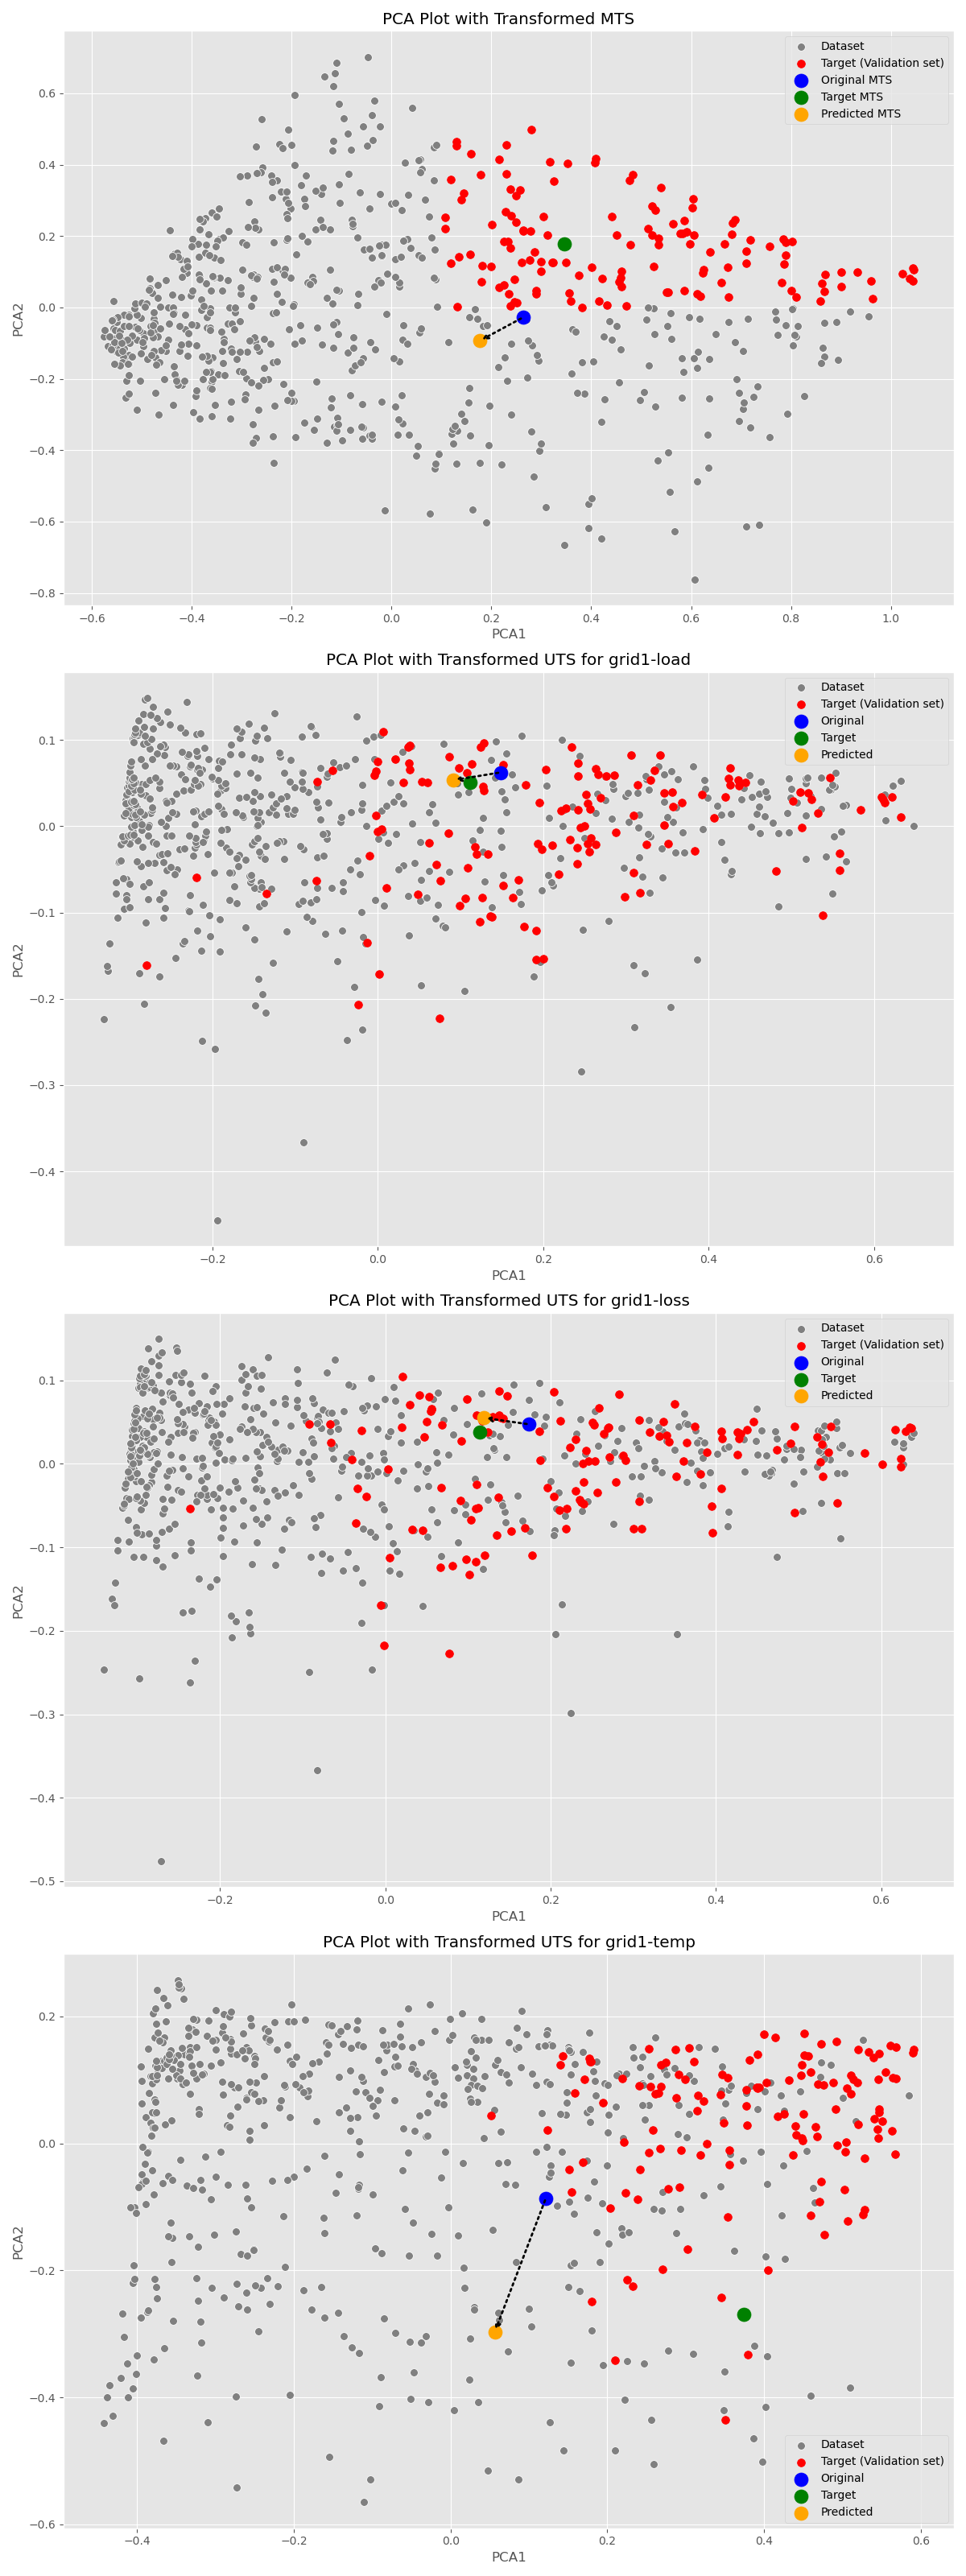 PCA Plot with Transformed MTS
Dataset
Target (Validation set)
Original MTS
Target MTS
Predicted MTS
0.6
0.4
0.2
0.0
−0.2
−0.4
−0.6
−0.8
PCA2
−0.6
−0.4
−0.2
0.0
0.2
0.4
0.6
0.8
1.0
PCA1
PCA Plot with Transformed UTS for grid1-load
Dataset
Target (Validation set)
Original
Target
Predicted
0.1
0.0
−0.1
−0.2
−0.3
−0.4
PCA2
−0.2
0.0
0.2
0.4
0.6
PCA1
PCA Plot with Transformed UTS for grid1-loss
Dataset
Target (Validation set)
Original
Target
Predicted
0.1
0.0
−0.1
−0.2
−0.3
−0.4
−0.5
PCA2
−0.2
0.0
0.2
0.4
0.6
PCA1
PCA Plot with Transformed UTS for grid1-temp
0.2
0.0
−0.2
−0.4
−0.6
PCA2
Dataset
Target (Validation set)
Original
Target
Predicted
−0.4
−0.2
0.0
0.2
0.4
0.6
PCA1